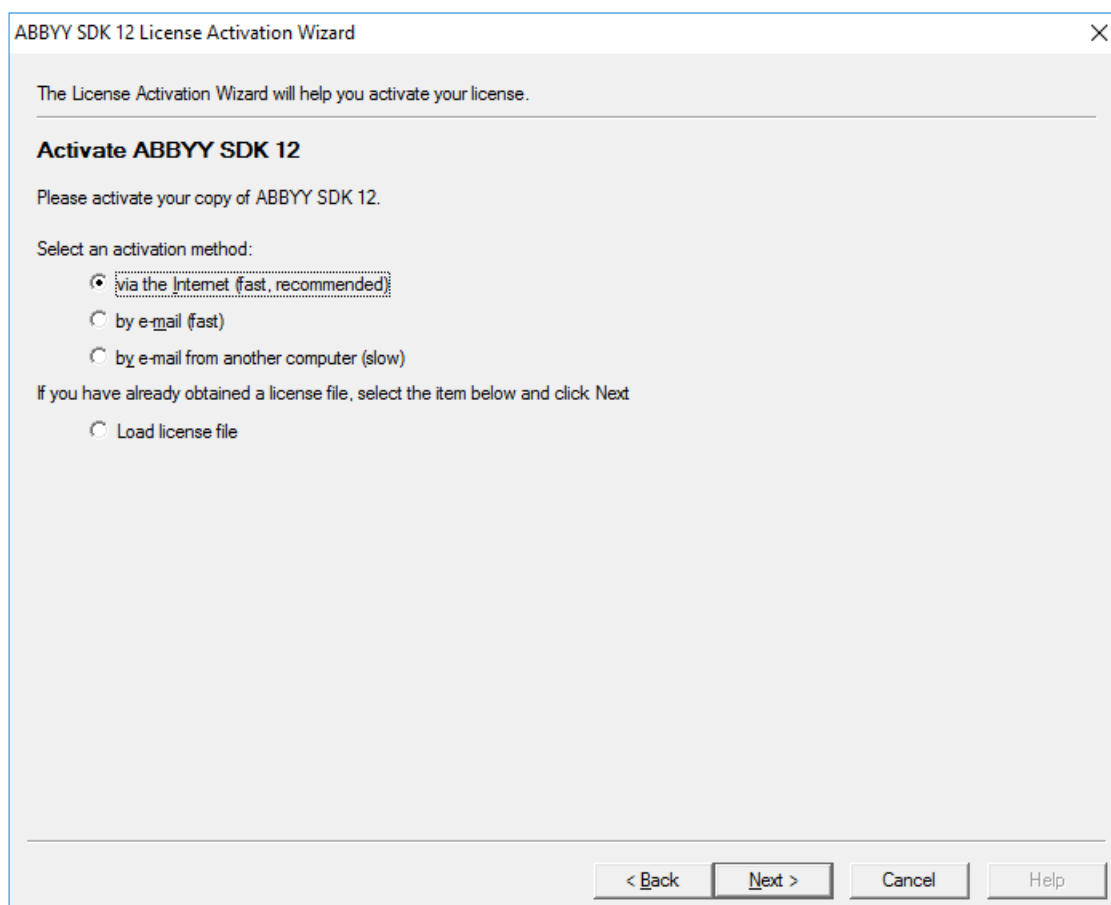 ABBYY SDK 12 License Activation Wizard
The License Activation Wizard will help you activate your license.
Activate ABBYY SDK 12
Please activate your copy of ABBYY SDK 12.
Select an activation method:
via the Internet (fast, recommended)
by e-mail (fast)
by e-mail from another computer (slow)
If you have already obtained a license file, select the item below and click Next
Load license file
< Back Next > Cancel Help